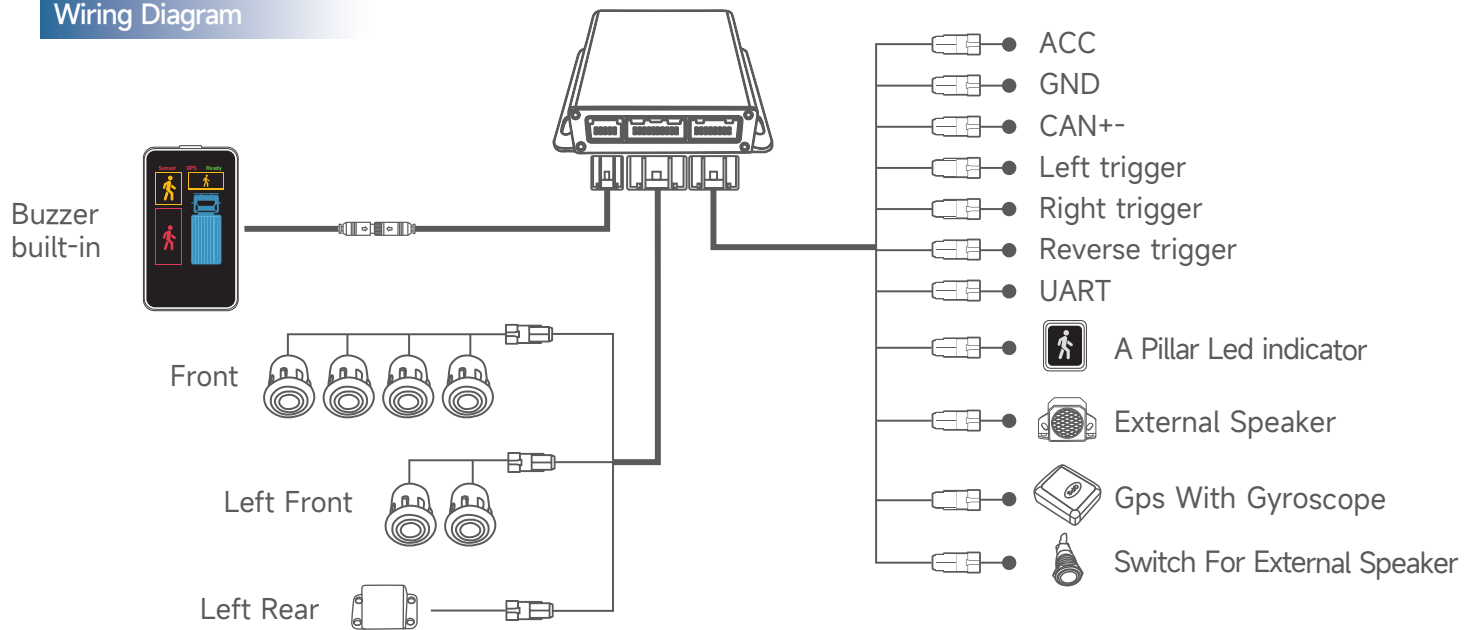 Wiring Diagram
Sensor GPS Ready
Buzzer
built-in
Front
Left Front
Left Rear
ACC
GND
CAN+-
Left trigger
Right trigger
Reverse trigger
UART
A Pillar Led indicator
External Speaker
Gps With Gyroscope
Switch For External Speaker